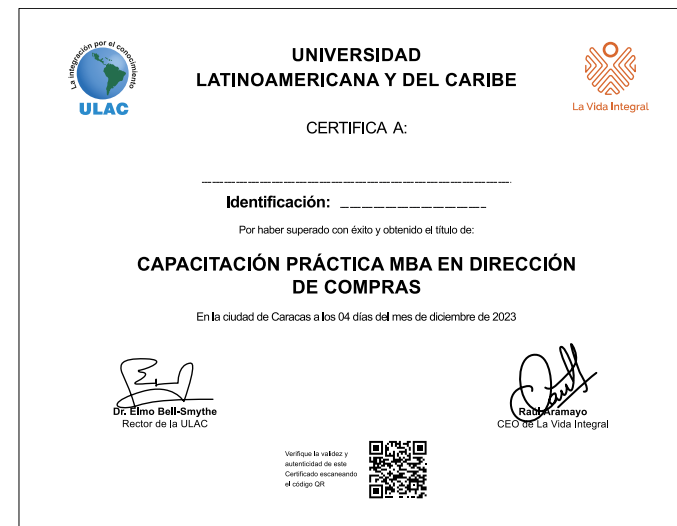 La integración por el conocimiento
ULAC
UNIVERSIDAD
LATINOAMERICANA Y DEL CARIBE
La Vida Integral
CERTIFICA A:
Identificación:
Por haber superado con éxito y obtenido el título de:
CAPACITACIÓN PRÁCTICA MBA EN DIRECCIÓN
DE COMPRAS
En la ciudad de Caracas a los 04 días del mes de diciembre de 2023
Dr. Elmo Bell-Smythe
Rector de la ULAC
Raul Aramayo
CEO de La Vida Integral
Verifique la validez y
autenticidad de este
Certificado escaneando
el código QR